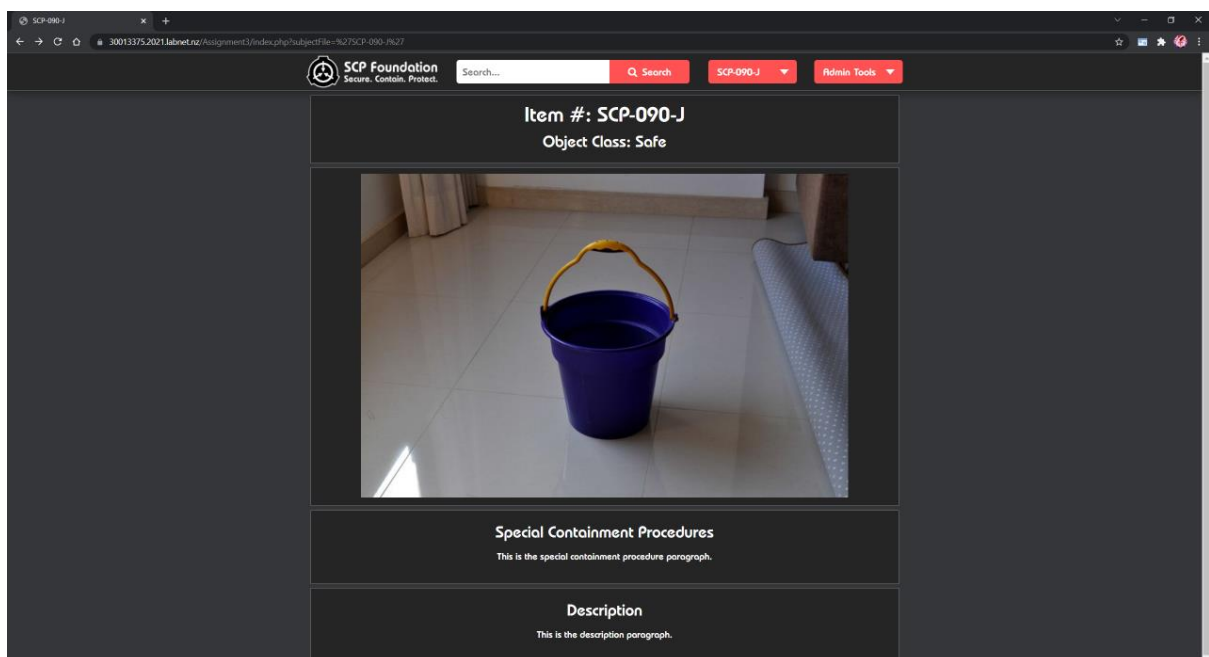 SCP-090-J
30013375.2021.labnet.nz/Assignment3/index.php?subjectFile=%27SCP-090-J%27
SCP Foundation
Secure. Contain. Protect.
Search...
Search
SCP-090-J
Admin Tools
Item #: SCP-090-J
Object Class: Safe
Special Containment Procedures
This is the special containment procedure paragraph.
Description
This is the description paragraph.